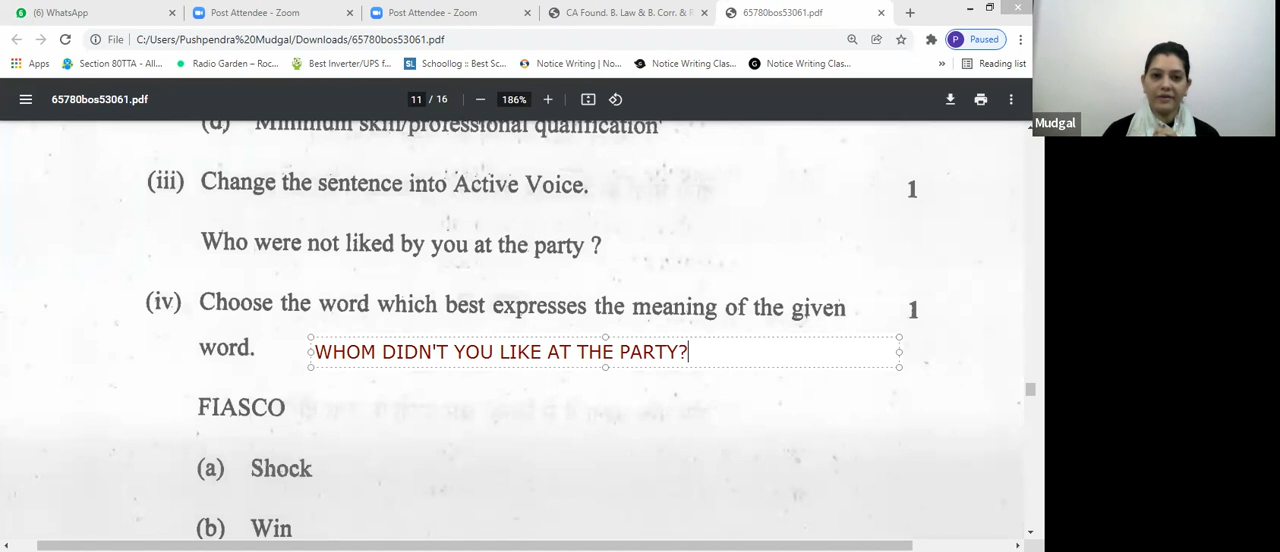 (6) WhatsApp
Post Attendee - Zoom
Post Attendee - Zoom
CA Found. B. Law & B. Corr. & R
65780bos53061.pdf
File
C:/Users/Pushpendra%20Mudgal/Downloads/65780bos53061.pdf
P
Paused
Apps
Section 80TTA - All...
Radio Garden – Roc...
Best Inverter/UPS f...
SL
Schoollog :: Best Sc...
Notice Writing | No...
Notice Writing Clas...
Notice Writing Clas...
»
Reading list
65780bos53061.pdf
11 / 16
186%
Mudgal
(d) Minimum skill/professional qualification
(iii) Change the sentence into Active Voice. 1
Who were not liked by you at the party ?
(iv) Choose the word which best expresses the meaning of the given 1
word.
WHOM DIDN'T YOU LIKE AT THE PARTY?
FIASCO
(a) Shock
(b) Win